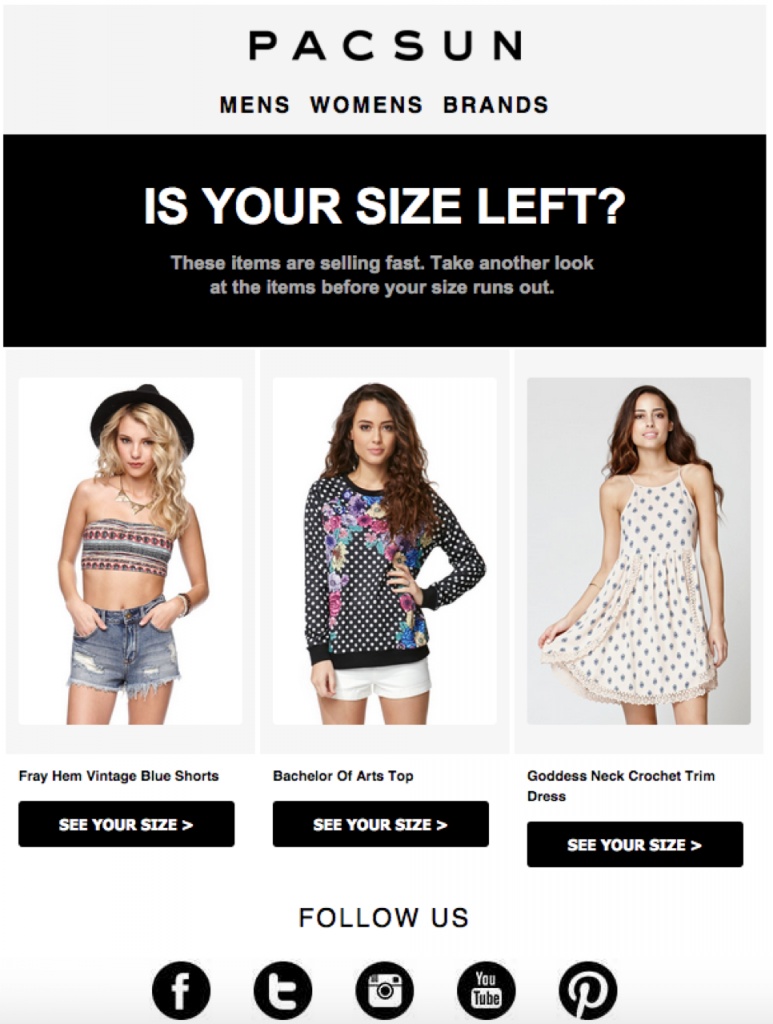 PACSUN
MENS WOMENS BRANDS
IS YOUR SIZE LEFT?
These items are selling fast. Take another look
at the items before your size runs out.
Fray Hem Vintage Blue Shorts
Bachelor Of Arts Top
Goddess Neck Crochet Trim
Dress
SEE YOUR SIZE >
SEE YOUR SIZE >
SEE YOUR SIZE >
FOLLOW US
You
Tube